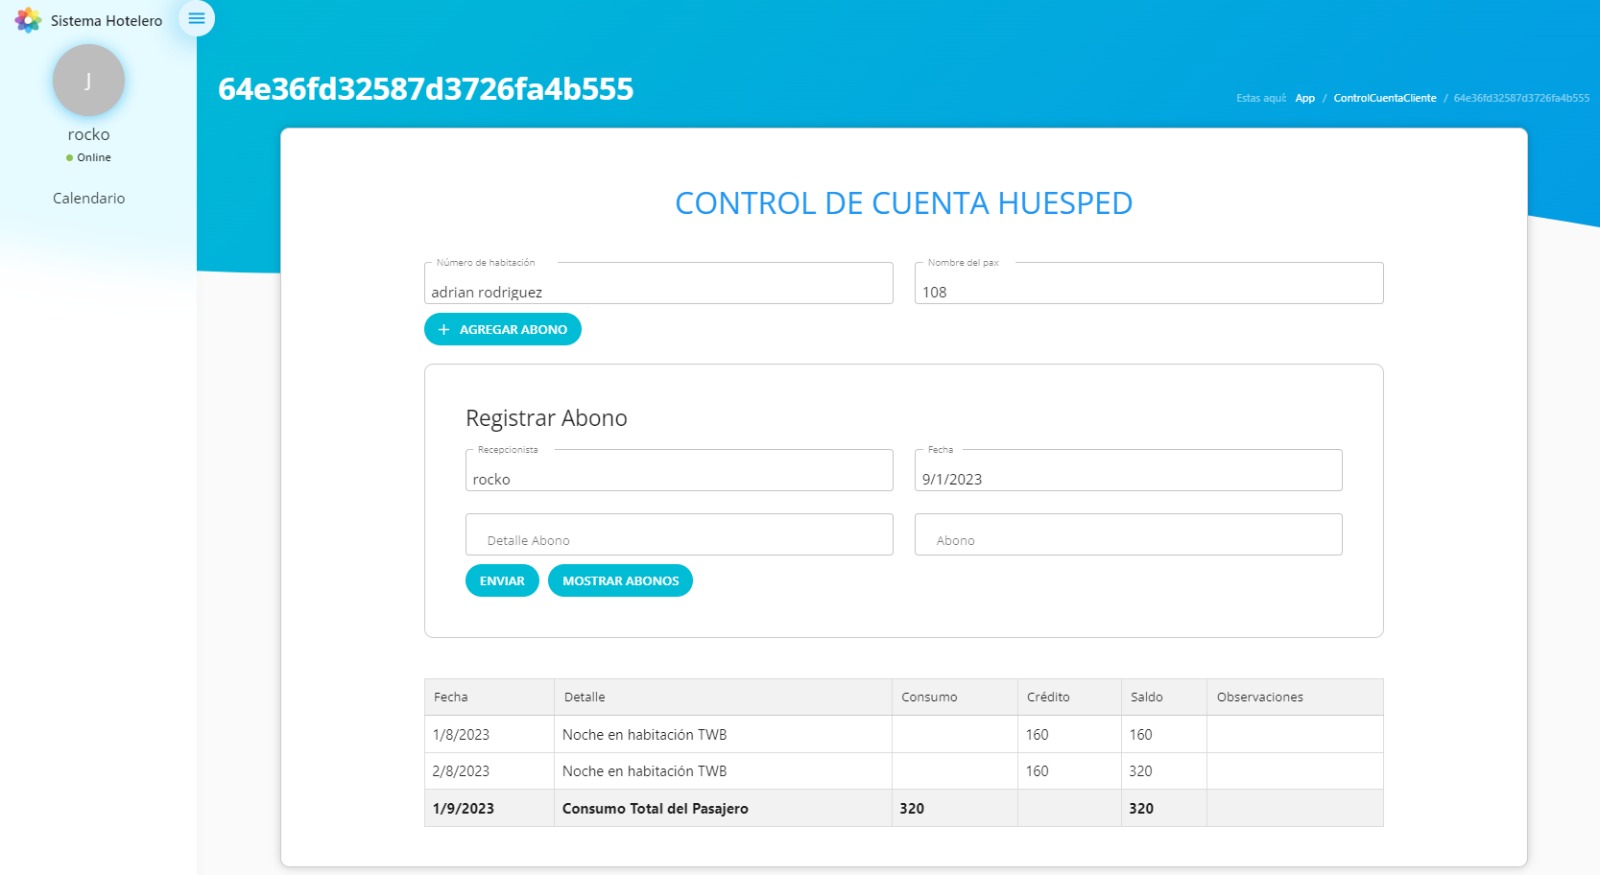 Sistema Hotelero
J
rocko
Online
Calendario
64e36fd32587d3726fa4b555
Estas aquí: App / ControlCuentaCliente / 64e36fd32587d3726fa4b555
CONTROL DE CUENTA HUESPED
Número de habitación
adrian rodriguez
Nombre del pax
108
+ AGREGAR ABONO
Registrar Abono
Recepcionista
rocko
Fecha
9/1/2023
Detalle Abono
Abono
ENVIAR MOSTRAR ABONOS
Fecha Detalle Consumo Crédito Saldo Observaciones
1/8/2023 Noche en habitación TWB 160 160
2/8/2023 Noche en habitación TWB 160 320
1/9/2023 Consumo Total del Pasajero 320 320